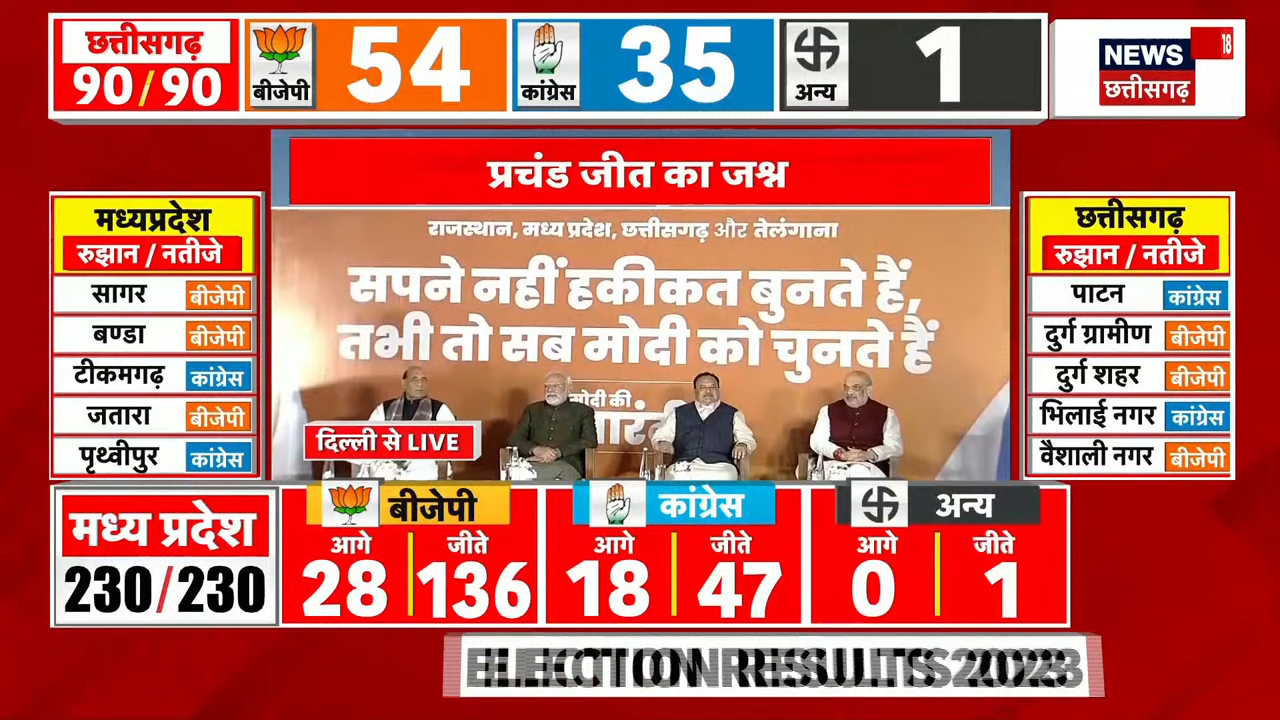 छत्तीसगढ़
90/90
बीजेपी
54
कांग्रेस
35
अन्य
1
NEWS 18
छत्तीसगढ़
प्रचंड जीत का जश्न
मध्यप्रदेश
रुझान / नतीजे
सागर बीजेपी
बण्डा बीजेपी
टीकमगढ़ कांग्रेस
जतारा बीजेपी
पृथ्वीपुर कांग्रेस
राजस्थान, मध्य प्रदेश, छत्तीसगढ़ और तेलंगाना
सपने नहीं हकीकत बुनते हैं,
तभी तो सब मोदी को चुनते हैं
मोदी की
दिल्ली से LIVE
छत्तीसगढ़
रुझान / नतीजे
पाटन कांग्रेस
दुर्ग ग्रामीण बीजेपी
दुर्ग शहर बीजेपी
भिलाई नगर कांग्रेस
वैशाली नगर बीजेपी
मध्य प्रदेश
230/230
बीजेपी
आगे जीते
28 136
कांग्रेस
आगे जीते
18 47
अन्य
आगे जीते
0 1
ELECTION RESULTS 2023